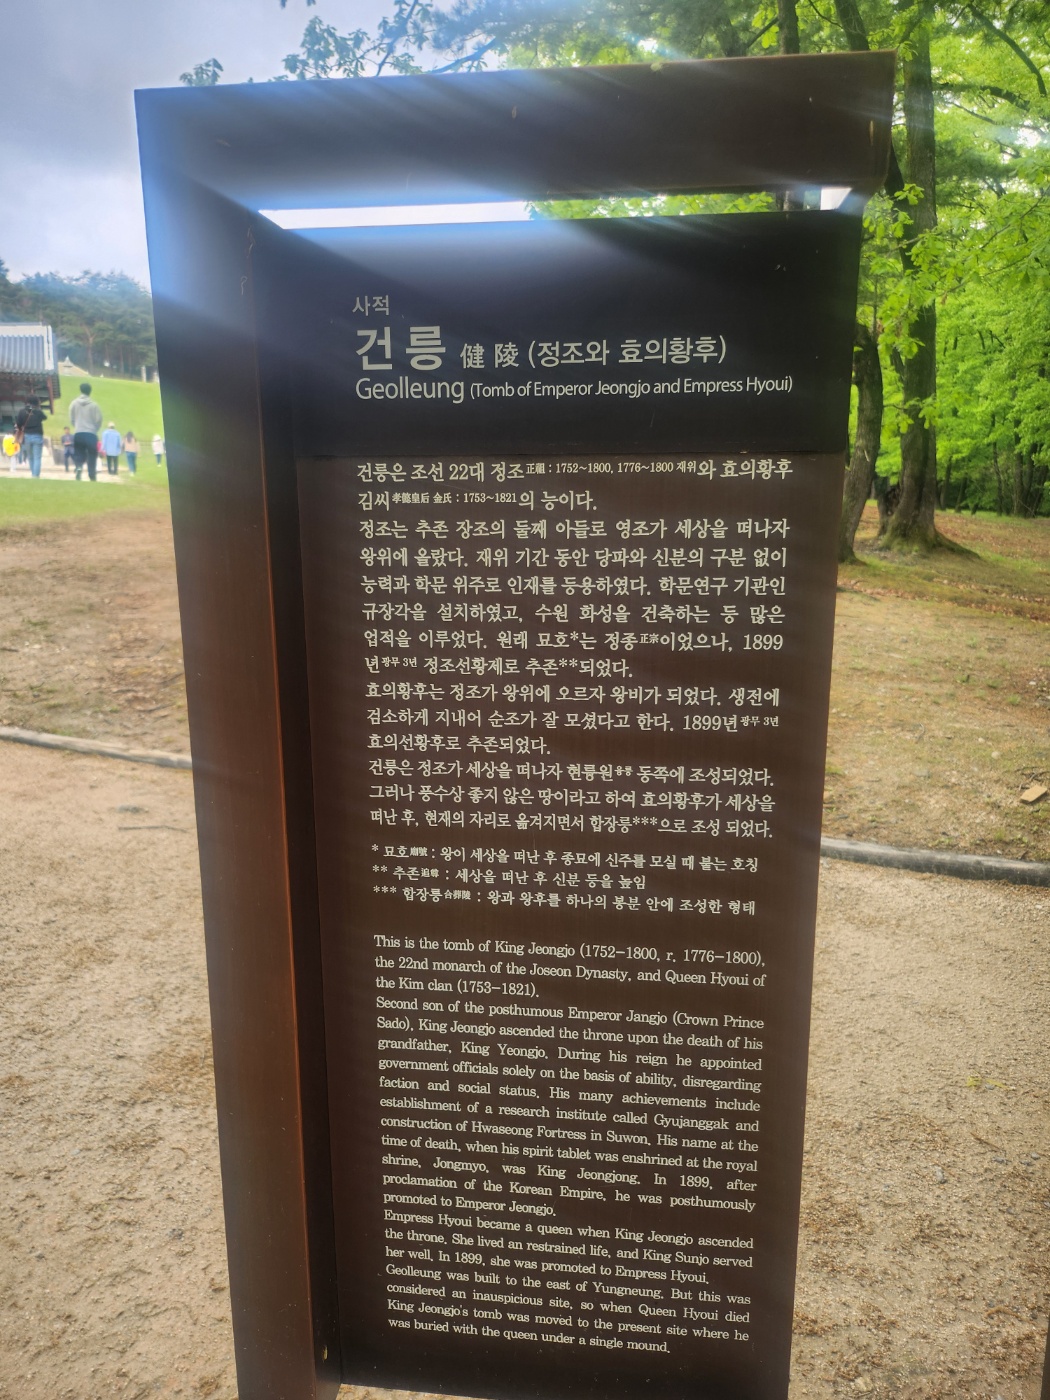 사적
건릉 健陵 (정조와 효의황후)
Geolleung (Tomb of Emperor Jeongjo and Empress Hyoui)
건릉은 조선 22대 정조正祖 : 1752~1800, 1776~1800 재위와 효의황후
김씨孝懿皇后 金氏 : 1753~1821의 능이다.
정조는 추존 장조의 둘째 아들로 영조가 세상을 떠나자
왕위에 올랐다. 재위 기간 동안 당파와 신분의 구분 없이
능력과 학문 위주로 인재를 등용하였다. 학문연구 기관인
규장각을 설치하였고, 수원 화성을 건축하는 등 많은
업적을 이루었다. 원래 묘호*는 정종正宗이었으나, 1899
년광무 3년 정조선황제로 추존**되었다.
효의황후는 정조가 왕위에 오르자 왕비가 되었다. 생전에
검소하게 지내어 순조가 잘 모셨다고 한다. 1899년광무 3년
효의선황후로 추존되었다.
건릉은 정조가 세상을 떠나자 현륭원융릉 동쪽에 조성되었다.
그러나 풍수상 좋지 않은 땅이라고 하여 효의황후가 세상을
떠난 후, 현재의 자리로 옮겨지면서 합장릉***으로 조성 되었다.
* 묘호廟號 : 왕이 세상을 떠난 후 종묘에 신주를 모실 때 붙는 호칭
** 추존追尊 : 세상을 떠난 후 신분 등을 높임
*** 합장릉合葬陵 : 왕과 왕후를 하나의 봉분 안에 조성한 형태
This is the tomb of King Jeongjo (1752-1800, r. 1776-1800),
the 22nd monarch of the Joseon Dynasty, and Queen Hyoui of
the Kim clan (1753-1821).
Second son of the posthumous Emperor Jangjo (Crown Prince
Sado), King Jeongjo ascended the throne upon the death of his
grandfather, King Yeongjo. During his reign he appointed
government officials solely on the basis of ability, disregarding
faction and social status. His many achievements include
establishment of a research institute called Gyujanggak and
construction of Hwaseong Fortress in Suwon. His name at the
time of death, when his spirit tablet was enshrined at the royal
shrine, Jongmyo, was King Jeongjong. In 1899, after
proclamation of the Korean Empire, he was posthumously
promoted to Emperor Jeongjo.
Empress Hyoui became a queen when King Jeongjo ascended
the throne. She lived an restrained life, and King Sunjo served
her well. In 1899, she was promoted to Empress Hyoui.
Geolleung was built to the east of Yungneung. But this was
considered an inauspicious site, so when Queen Hyoui died
King Jeongjo's tomb was moved to the present site where he
was buried with the queen under a single mound.